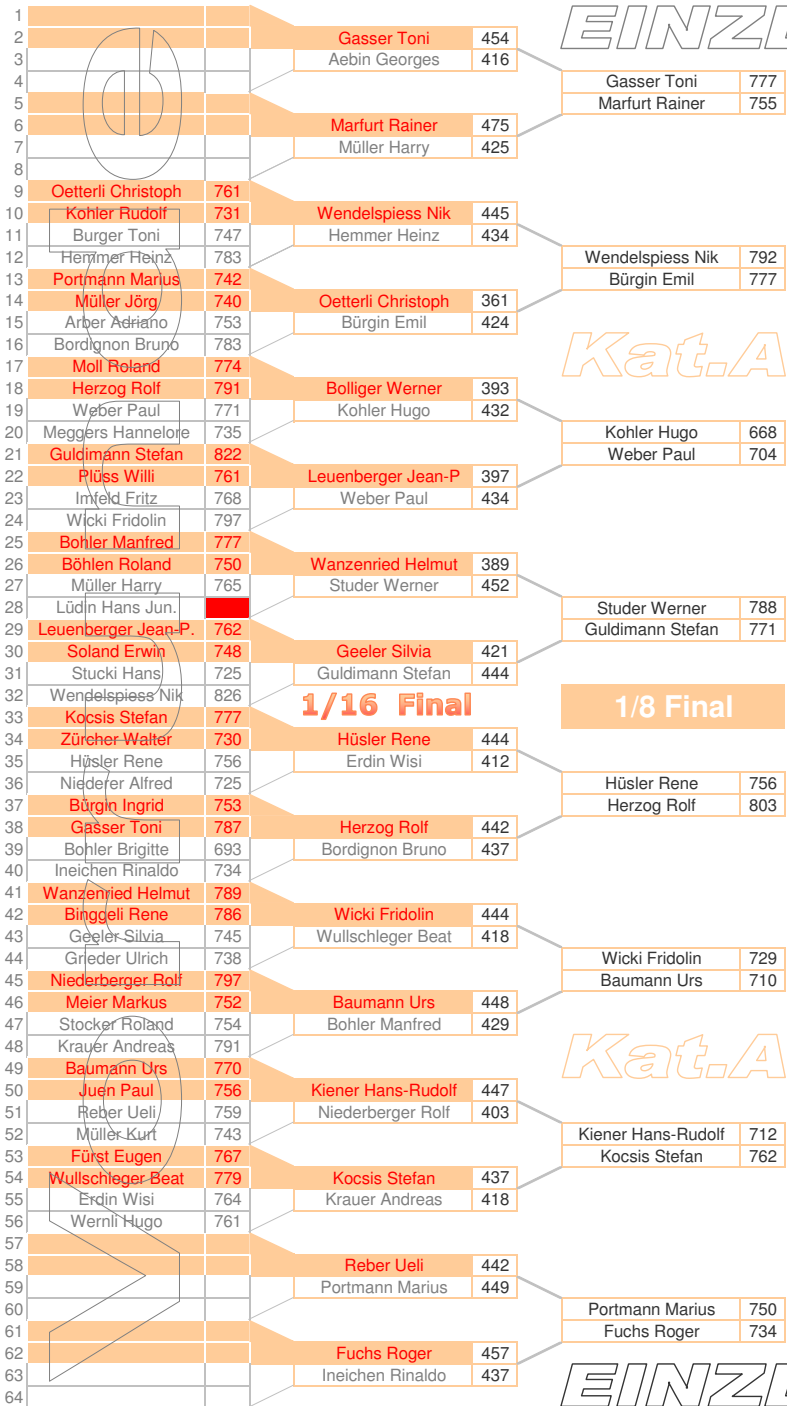 1
2 Gasser Toni 454
3 Aebin Georges 416
4 Gasser Toni 777
5 Marfurt Rainer 755
6 Marfurt Rainer 475
7 Müller Harry 425
8
9 Oetterli Christoph 761
10 Kohler Rudolf 731 Wendelspiess Nik 445
11 Burger Toni 747 Hemmer Heinz 434
12 Hemmer Heinz 783 Wendelspiess Nik 792
13 Portmann Marius 742 Bürgin Emil 777
14 Müller Jörg 740 Oetterli Christoph 361
15 Arber Adriano 753 Bürgin Emil 424
16 Bordignon Bruno 783
Kat.A
17 Moll Roland 774
18 Herzog Rolf 791 Bolliger Werner 393
19 Weber Paul 771 Kohler Hugo 432
20 Meggers Hannelore 735 Kohler Hugo 668
21 Guldimann Stefan 822 Weber Paul 704
22 Plüss Willi 761 Leuenberger Jean-P 397
23 Imfeld Fritz 768 Weber Paul 434
24 Wicki Fridolin 797
25 Bohler Manfred 777
26 Böhlen Roland 750 Wanzenried Helmut 389
27 Müller Harry 765 Studer Werner 452
28 Lüdin Hans Jun. Studer Werner 788
29 Leuenberger Jean-P. 762 Guldimann Stefan 771
30 Soland Erwin 748 Geeler Silvia 421
31 Stucki Hans 725 Guldimann Stefan 444
32 Wendelspiess Nik 826
1/16 Final 1/8 Final
33 Kocsis Stefan 777
34 Zürcher Walter 730 Hüsler Rene 444
35 Hüsler Rene 756 Erdin Wisi 412
36 Niederer Alfred 725 Hüsler Rene 756
37 Bürgin Ingrid 753 Herzog Rolf 803
38 Gasser Toni 787 Herzog Rolf 442
39 Bohler Brigitte 693 Bordignon Bruno 437
40 Ineichen Rinaldo 734
41 Wanzenried Helmut 789
42 Binggeli Rene 786 Wicki Fridolin 444
43 Geeler Silvia 745 Wullschleger Beat 418
44 Grieder Ulrich 738 Wicki Fridolin 729
45 Niederberger Rolf 797 Baumann Urs 710
46 Meier Markus 752 Baumann Urs 448
47 Stocker Roland 754 Bohler Manfred 429
48 Krauer Andreas 791
Kat.A
49 Baumann Urs 770
50 Juen Paul 756 Kiener Hans-Rudolf 447
51 Reber Ueli 759 Niederberger Rolf 403
52 Müller Kurt 743 Kiener Hans-Rudolf 712
53 Fürst Eugen 767 Kocsis Stefan 762
54 Wullschleger Beat 779 Kocsis Stefan 437
55 Erdin Wisi 764 Krauer Andreas 418
56 Wernli Hugo 761
57
58 Reber Ueli 442
59 Portmann Marius 449
60 Portmann Marius 750
61 Fuchs Roger 734
62 Fuchs Roger 457
63 Ineichen Rinaldo 437
64